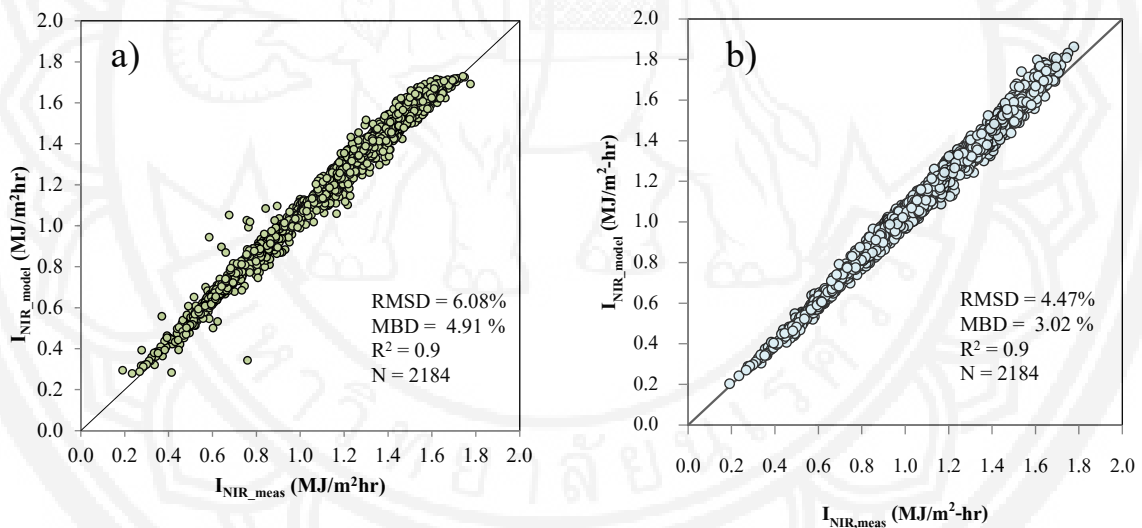 a)
I_NIR_model (MJ/m²hr)
2.0
1.8
1.6
1.4
1.2
1.0
0.8
0.6
0.4
0.2
0.0
RMSD = 6.08%
MBD = 4.91 %
R² = 0.9
N = 2184
0.0 0.2 0.4 0.6 0.8 1.0 1.2 1.4 1.6 1.8 2.0
I_NIR_meas (MJ/m²hr)
b)
I_NIR_model (MJ/m²-hr)
2.0
1.8
1.6
1.4
1.2
1.0
0.8
0.6
0.4
0.2
0.0
RMSD = 4.47%
MBD = 3.02 %
R² = 0.9
N = 2184
0.0 0.2 0.4 0.6 0.8 1.0 1.2 1.4 1.6 1.8 2.0
I_NIR,meas (MJ/m²-hr)